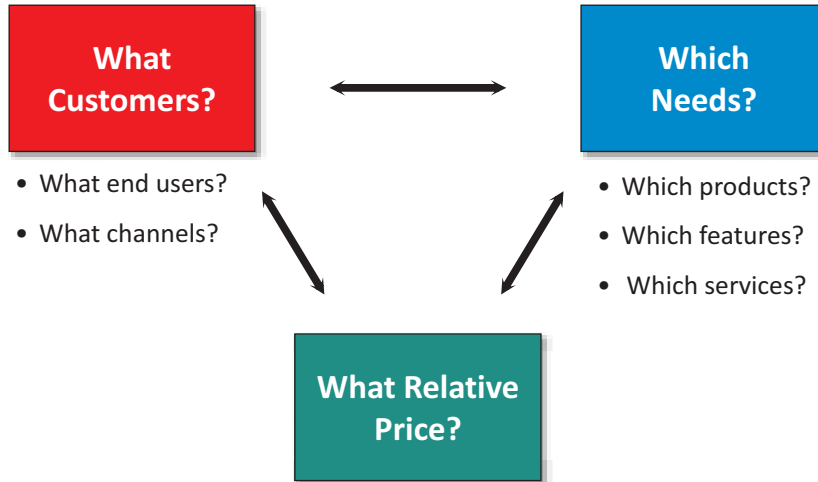 What
Customers?
• What end users?
• What channels?
Which
Needs?
• Which products?
• Which features?
• Which services?
What Relative
Price?